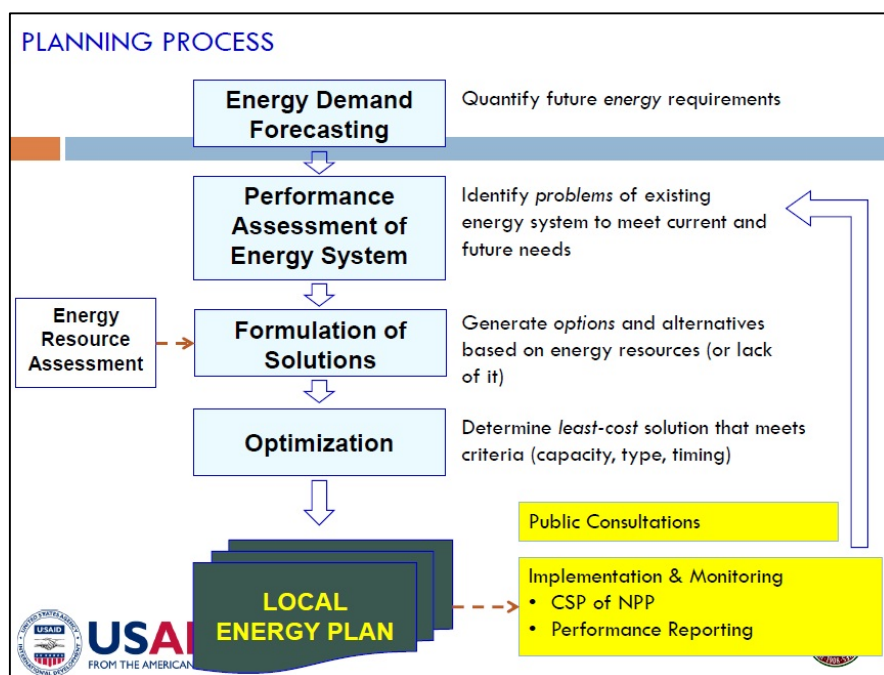 PLANNING PROCESS
Energy Demand
Forecasting
Quantify future energy requirements
Performance
Assessment of
Energy System
Identify problems of existing
energy system to meet current and
future needs
Energy
Resource
Assessment
Formulation of
Solutions
Generate options and alternatives
based on energy resources (or lack
of it)
Optimization
Determine least-cost solution that meets
criteria (capacity, type, timing)
Public Consultations
Implementation & Monitoring
• CSP of NPP
• Performance Reporting
LOCAL
ENERGY PLAN
USAID
FROM THE AMERICAN